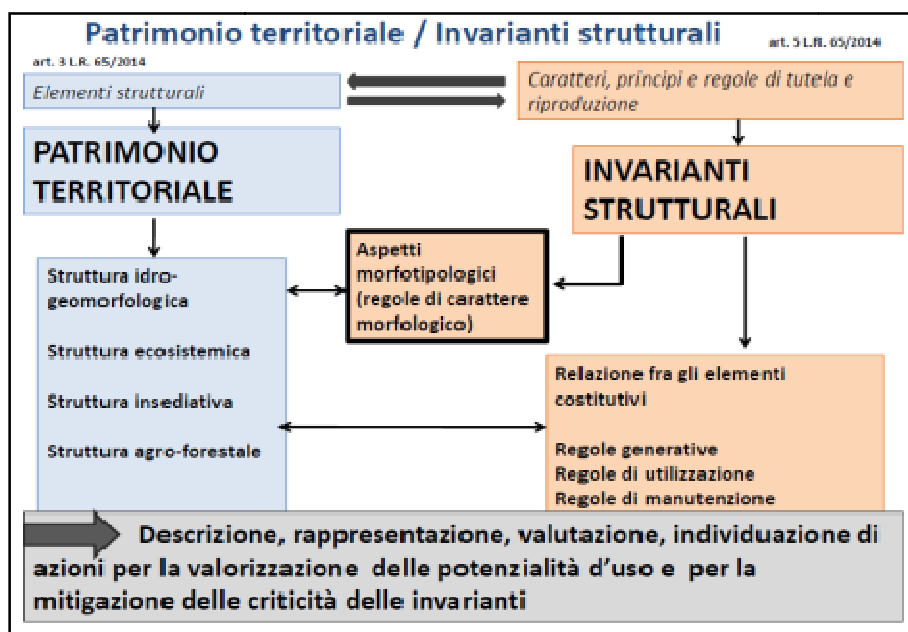 Patrimonio territoriale / Invarianti strutturali
art. 5 L.R. 65/2014
art. 3 L.R. 65/2014
Elementi strutturali
Caratteri, principi e regole di tutela e
riproduzione
PATRIMONIO
TERRITORIALE
INVARIANTI
STRUTTURALI
Aspetti
morfotipologici
(regole di carattere
morfologico)
Struttura idro-
geomorfologica
Struttura ecosistemica
Struttura insediativa
Struttura agro-forestale
Relazione fra gli elementi
costitutivi
Regole generative
Regole di utilizzazione
Regole di manutenzione
Descrizione, rappresentazione, valutazione, individuazione di
azioni per la valorizzazione delle potenzialità d'uso e per la
mitigazione delle criticità delle invarianti